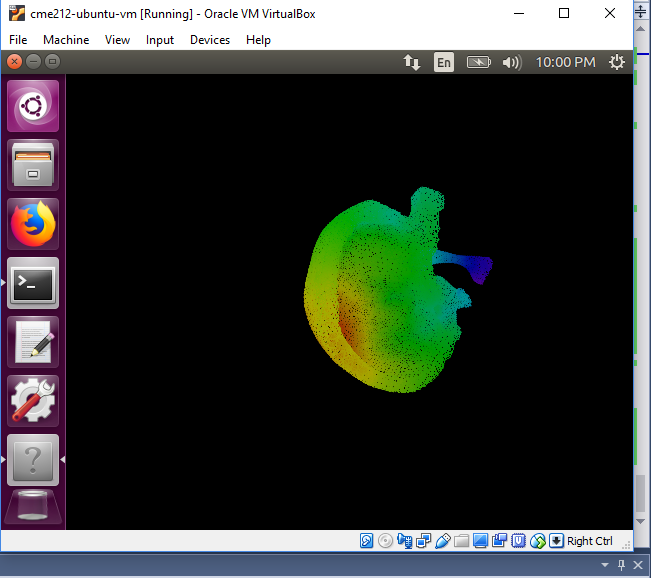 cme212-ubuntu-vm [Running] - Oracle VM VirtualBox
File Machine View Input Devices Help
En 10:00 PM
>_
?
Right Ctrl